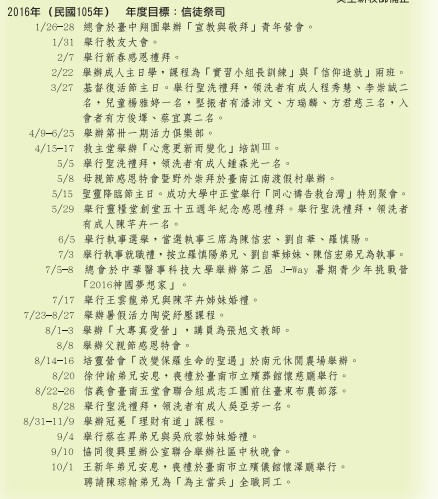 2016年（民國105年） 年度目標：信徒祭司
1/26-28 總會於臺中翔園舉辦「宣教與敬拜」青年營會。
1/31 舉行教友大會。
2/7 舉行新春感恩禮拜。
2/22 舉辦成人主日學，課程為「實習小組長訓練」與「信仰造就」兩班。
3/27 基督復活節主日。舉行聖洗禮拜，領洗者有程秀慧、李崇誠二
名，兒童楊雅婷一名，堅振者有潘沛文、方瑞麟、方君慈三名，入
會者有方俊墿、蔡宜真二名。
4/9-6/25 舉辦第卅一期活力俱樂部。
4/15-17 救主堂舉辦「心意更新而變化」培訓III。
5/5 舉行聖洗禮拜，領洗者有成人鍾森光一名。
5/8 母親節感恩特會暨野外崇拜於臺南江南渡假村舉辦。
5/15 聖靈降臨節主日。成功大學中正堂舉行「同心禱告救台灣」特別聚會。
5/29 舉行靈糧堂創堂五十五週年紀念感恩禮拜。舉行聖洗禮拜，領洗者
有成人陳芊卉一名。
6/5 舉行執事選舉，當選執事三席為陳信宏、劉自華、羅慎陽。
7/3 舉行執事就職禮，按立羅慎陽弟兄、劉自華姊妹、陳信宏弟兄為執事。
7/5-8 總會於中華醫事科技大學舉辦第二屆 J-Way 暑期青少年挑戰營
「2016神國夢想家」。
7/17 舉行王雲龍弟兄與陳芊卉姊妹婚禮。
7/23-8/27 舉辦暑假活力陶瓷紓壓課程。
8/1-3 舉辦「大專真愛營」，講員為張旭文教師。
8/8 舉辦父親節感恩特會。
8/14-16 培靈營會「改變保羅生命的聖週」於南元休閒農場舉辦。
8/20 徐仲諭弟兄安息，喪禮於臺南市立殯葬館懷慈廳舉行。
8/22-26 信義會臺南五堂會聯合組成志工團前往臺東布農部落。
8/28 舉行聖洗禮拜，領洗者有成人吳亞芳一名。
8/31-11/9 舉辦冠冕「理財有道」課程。
9/4 舉行蔡在昇弟兄與吳欣蓉姊妹婚禮。
9/10 協同復興里辦公室聯合舉辦社區中秋晚會。
10/1 王新年弟兄安息，喪禮於臺南市立殯儀館懷澤廳舉行。
聘請陳琮翰弟兄為「為主當兵」全職同工。